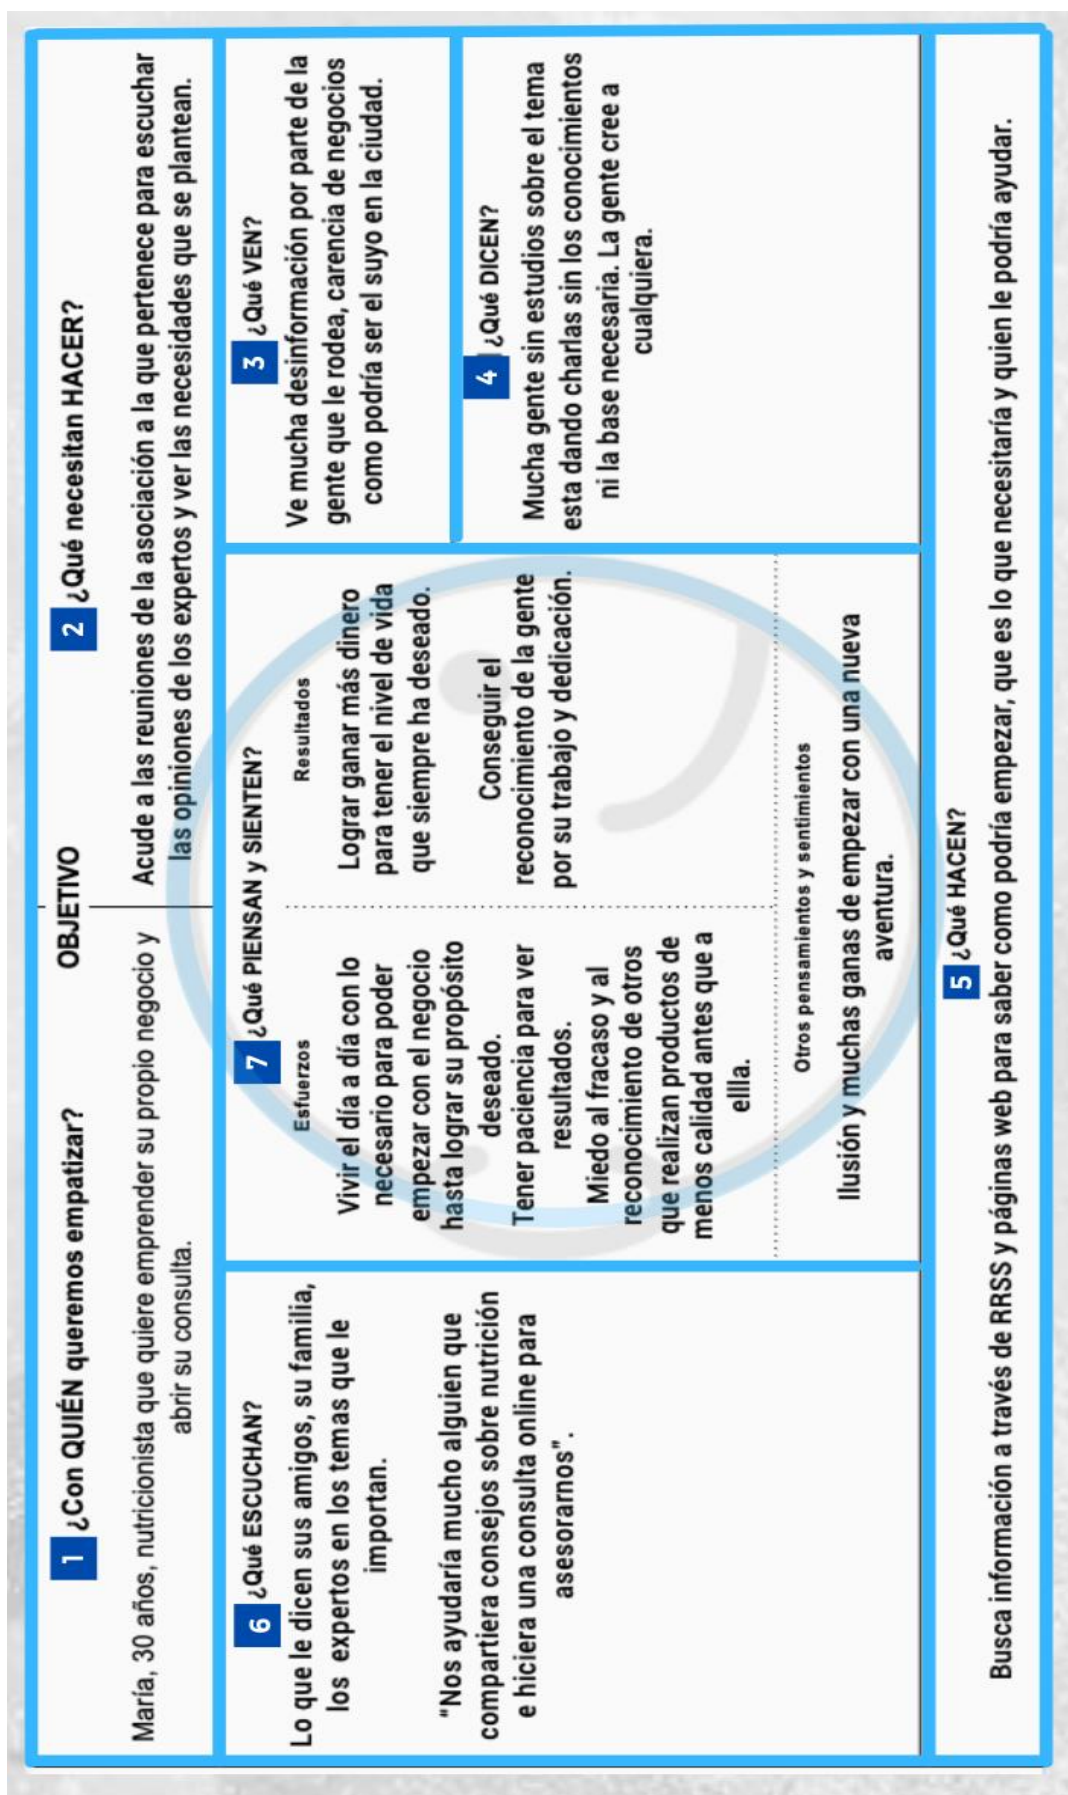 OBJETIVO
1 ¿Con QUIÉN queremos empatizar?
María, 30 años, nutricionista que quiere emprender su propio negocio y
abrir su consulta.
2 ¿Qué necesitan HACER?
Acude a las reuniones de la asociación a la que pertenece para escuchar
las opiniones de los expertos y ver las necesidades que se plantean.
3 ¿Qué VEN?
Ve mucha desinformación por parte de la
gente que le rodea, carencia de negocios
como podría ser el suyo en la ciudad.
4 ¿Qué DICEN?
Mucha gente sin estudios sobre el tema
esta dando charlas sin los conocimientos
ni la base necesaria. La gente cree a
cualquiera.
5 ¿Qué HACEN?
Busca información a través de RRSS y páginas web para saber como podría empezar, que es lo que necesitaría y quien le podría ayudar.
6 ¿Qué ESCUCHAN?
Lo que le dicen sus amigos, su familia,
los expertos en los temas que le
importan.
"Nos ayudaría mucho alguien que
compartiera consejos sobre nutrición
e hiciera una consulta online para
asesorarnos".
7 ¿Qué PIENSAN y SIENTEN?
Esfuerzos
Vivir el día a día con lo
necesario para poder
empezar con el negocio
hasta lograr su propósito
deseado.
Tener paciencia para ver
resultados.
Miedo al fracaso y al
reconocimiento de otros
que realizan productos de
menos calidad antes que a
ellla.
Resultados
Lograr ganar más dinero
para tener el nivel de vida
que siempre ha deseado.
Conseguir el
reconocimiento de la gente
por su trabajo y dedicación.
Otros pensamientos y sentimientos
Ilusión y muchas ganas de empezar con una nueva
aventura.